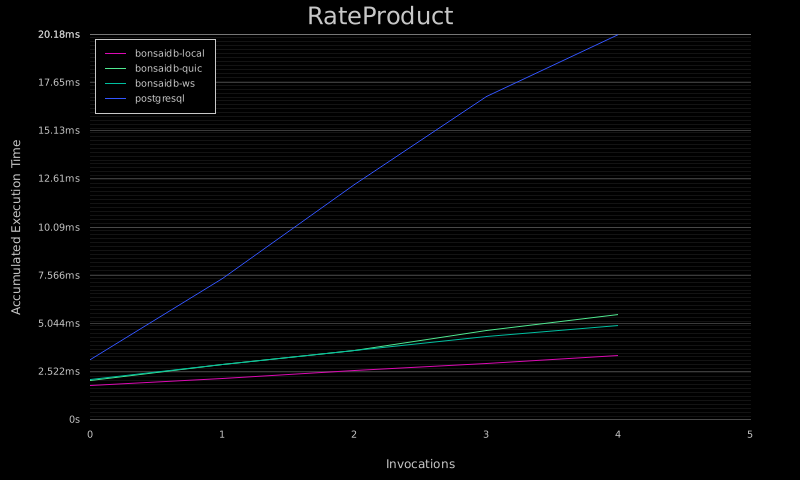 RateProduct
20.18ms
17.65ms
15.13ms
12.61ms
10.09ms
7.566ms
5.044ms
2.522ms
0s
bonsaidb-local
bonsaidb-quic
bonsaidb-ws
postgresql
Accumulated Execution Time
0 1 2 3 4 5
Invocations